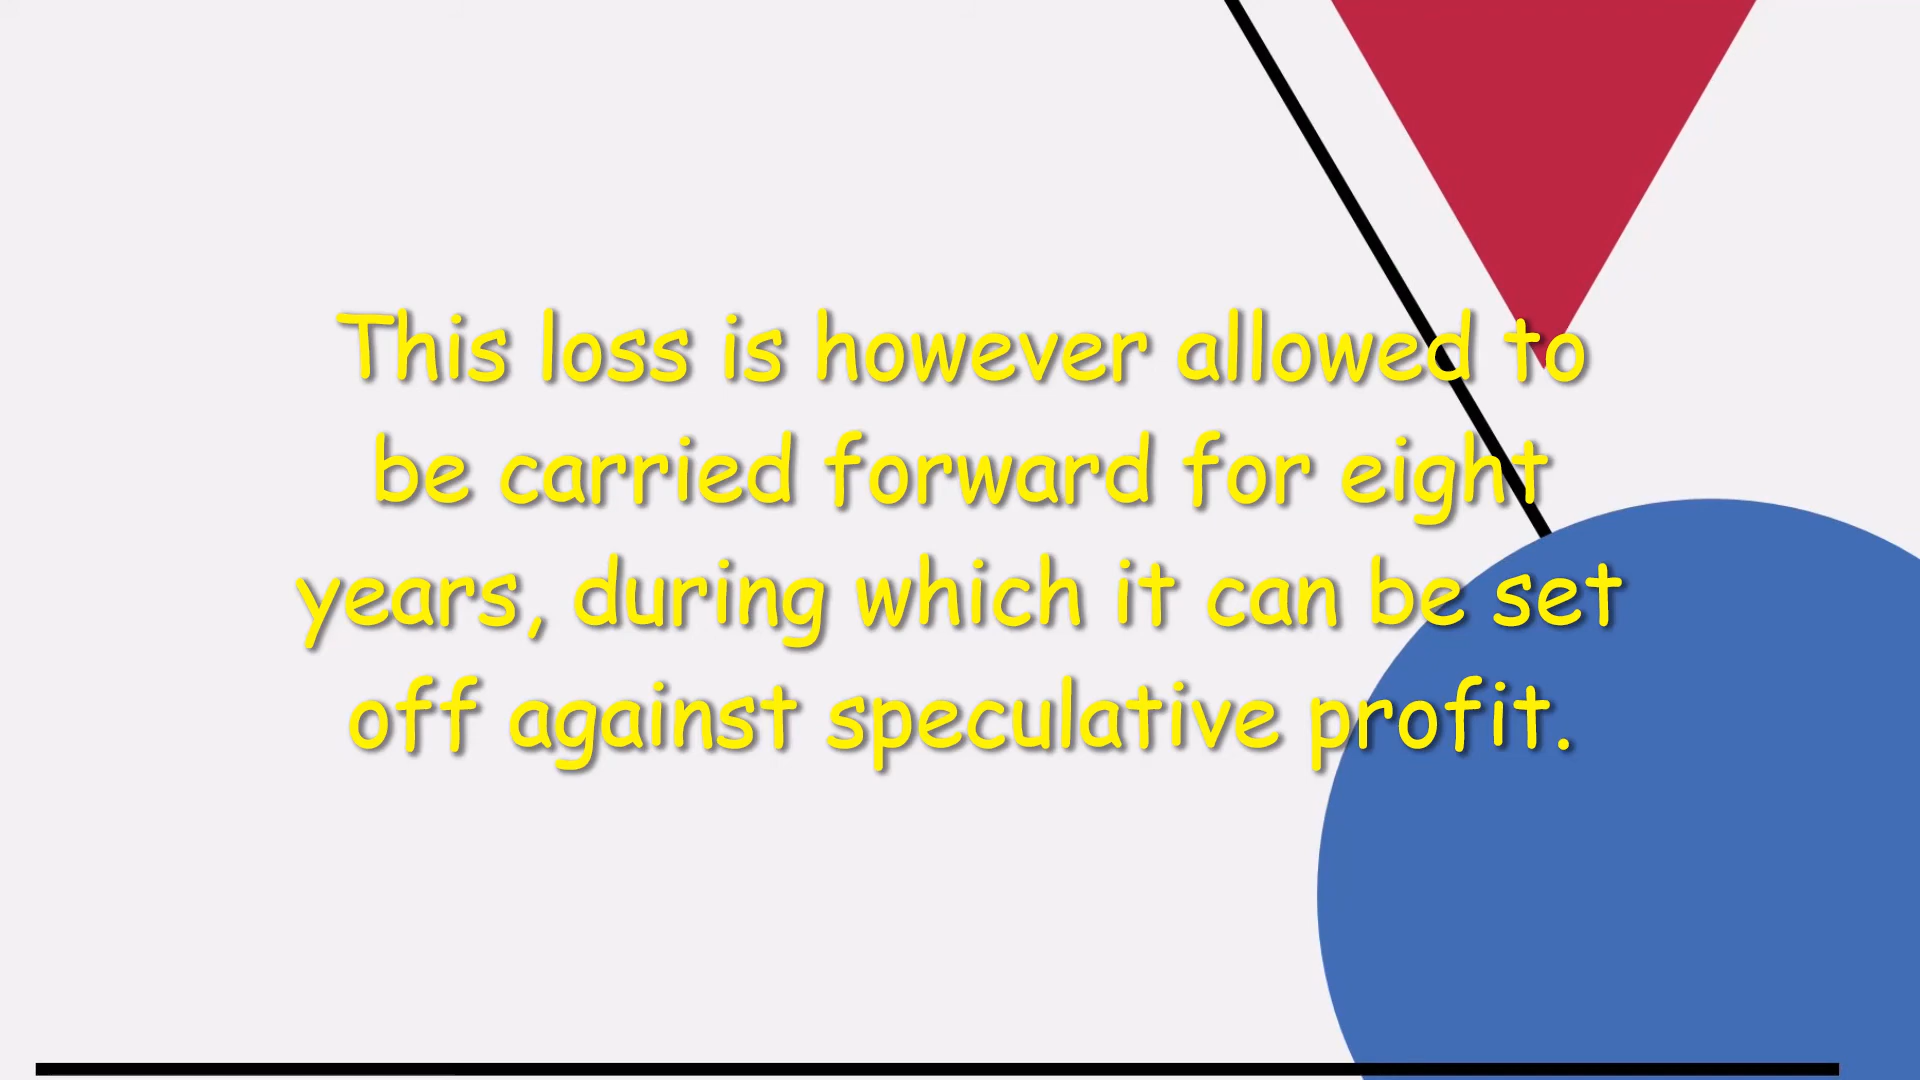 This loss is however allowed to
be carried forward for eight
years, during which it can be set
off against speculative profit.